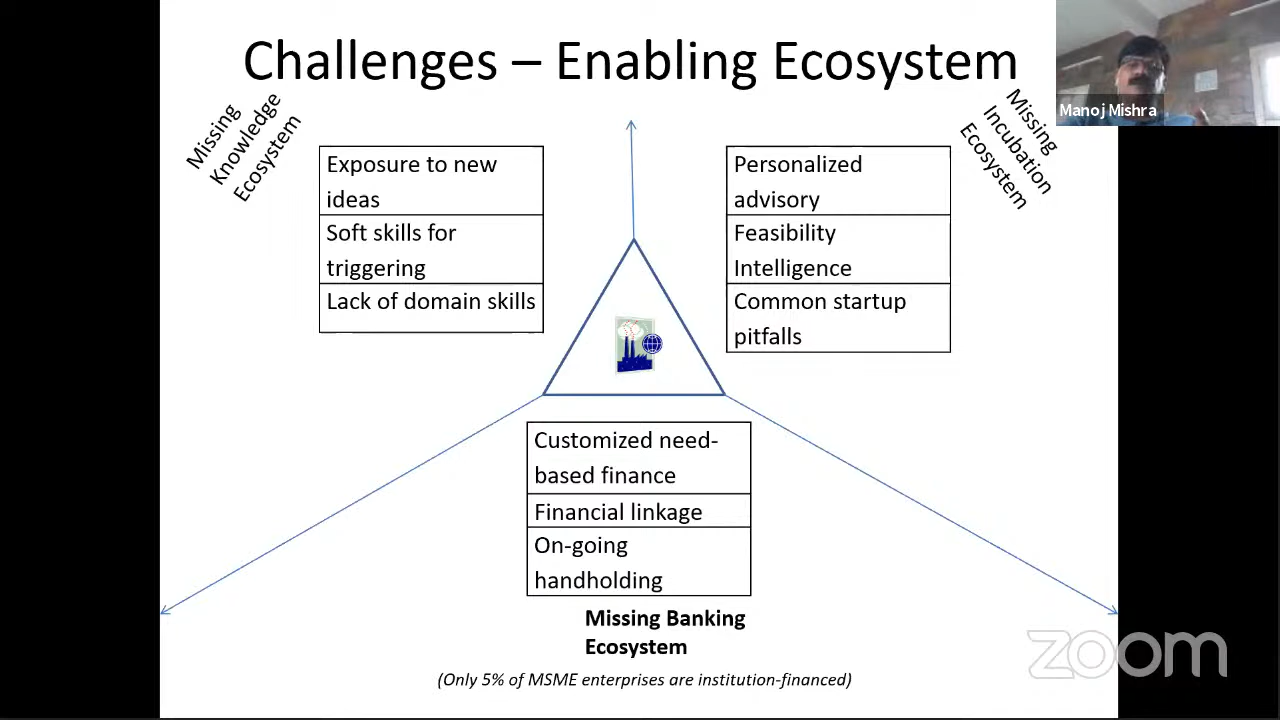 Challenges – Enabling Ecosystem
Manoj Mishra
Missing
Knowledge
Ecosystem
Exposure to new
ideas
Soft skills for
triggering
Lack of domain skills
Personalized
advisory
Feasibility
Intelligence
Common startup
pitfalls
Missing
Incubation
Ecosystem
Customized need-
based finance
Financial linkage
On-going
handholding
Missing Banking
Ecosystem
(Only 5% of MSME enterprises are institution-financed)
zoom